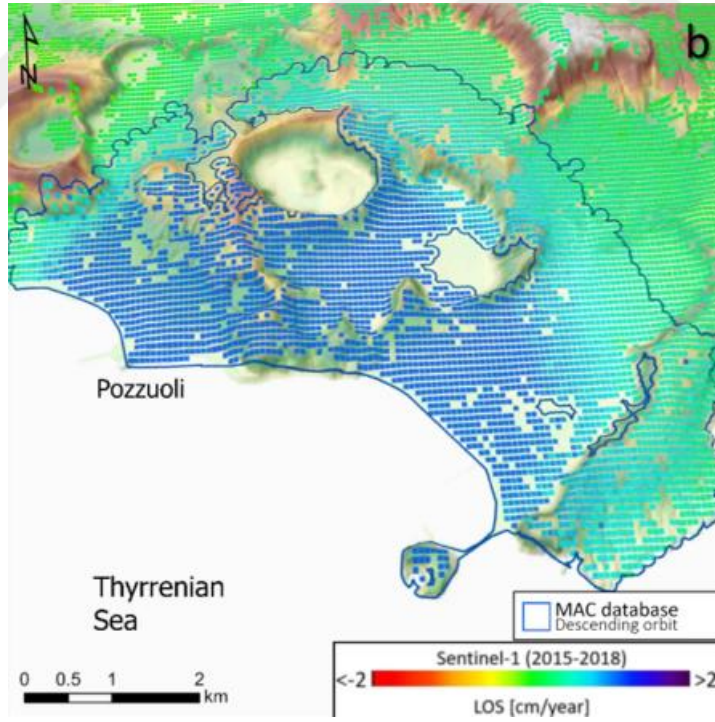 b
N
Pozzuoli
Thyrrenian
Sea
MAC database
Descending orbit
0 0.5 1 2
km
Sentinel-1 (2015-2018)
<-2 >2
LOS [cm/year]